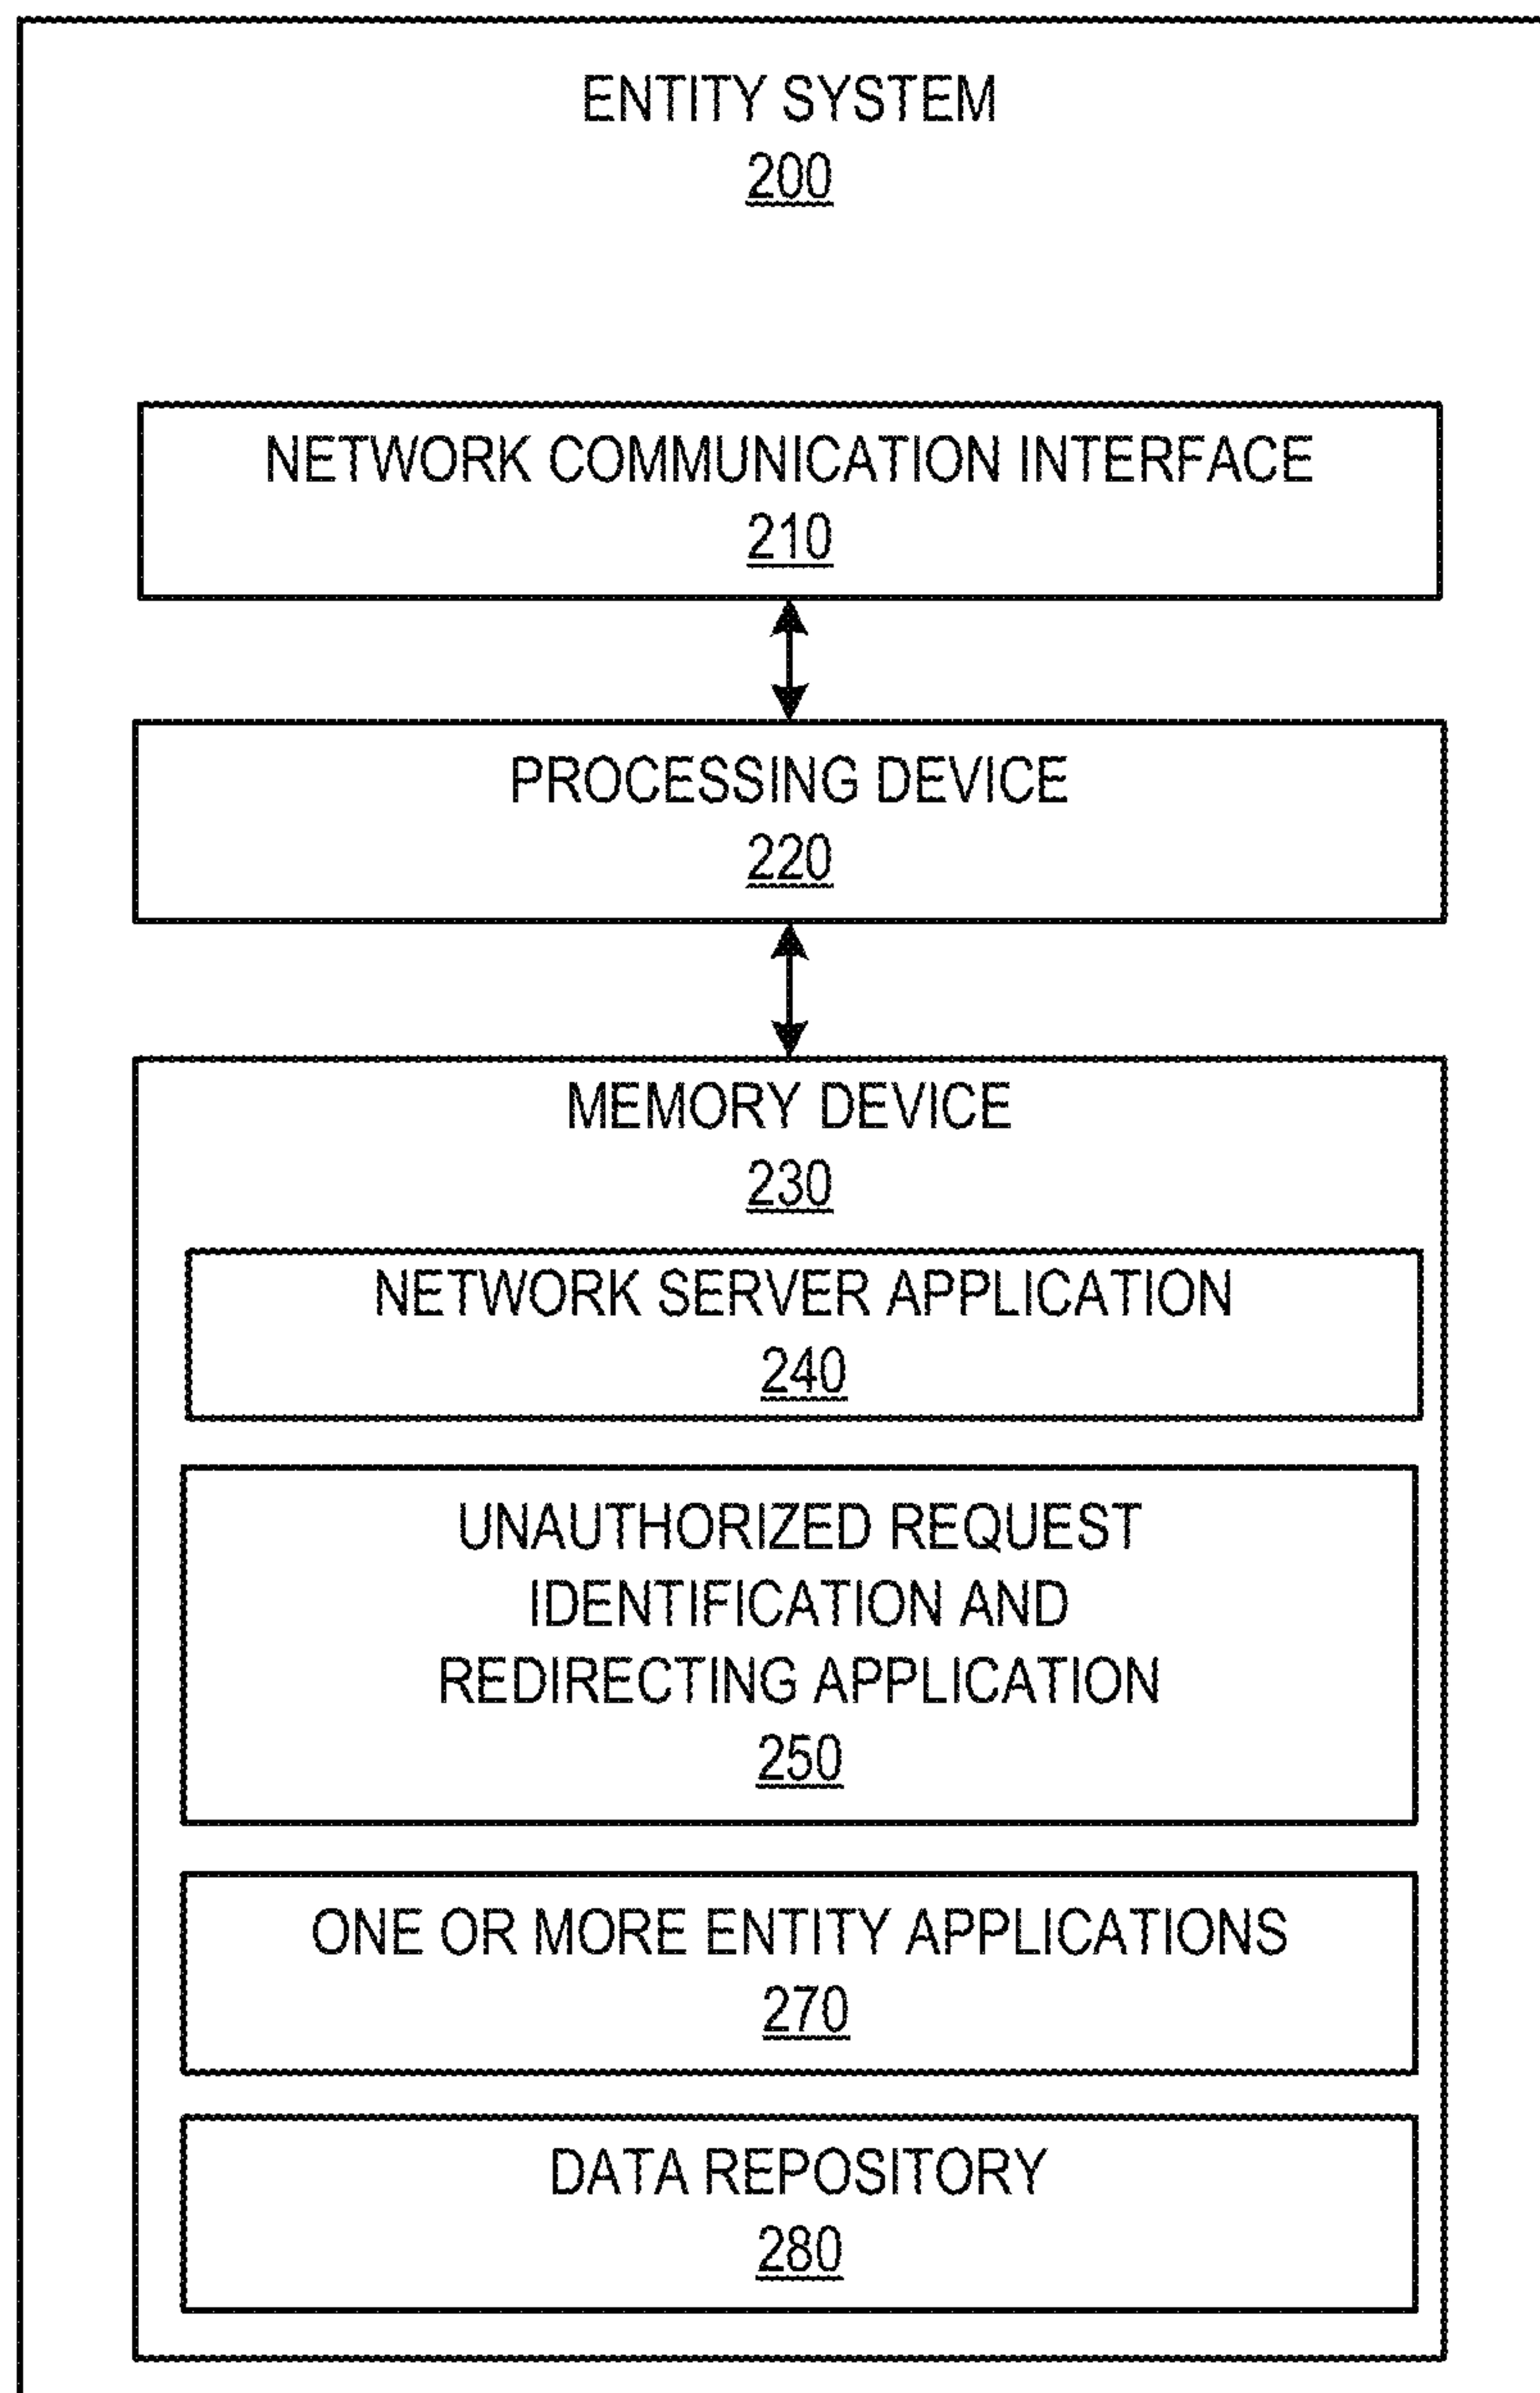 ENTITY SYSTEM
200
NETWORK COMMUNICATION INTERFACE
210
PROCESSING DEVICE
220
MEMORY DEVICE
230
NETWORK SERVER APPLICATION
240
UNAUTHORIZED REQUEST
IDENTIFICATION AND
REDIRECTING APPLICATION
250
ONE OR MORE ENTITY APPLICATIONS
270
DATA REPOSITORY
280